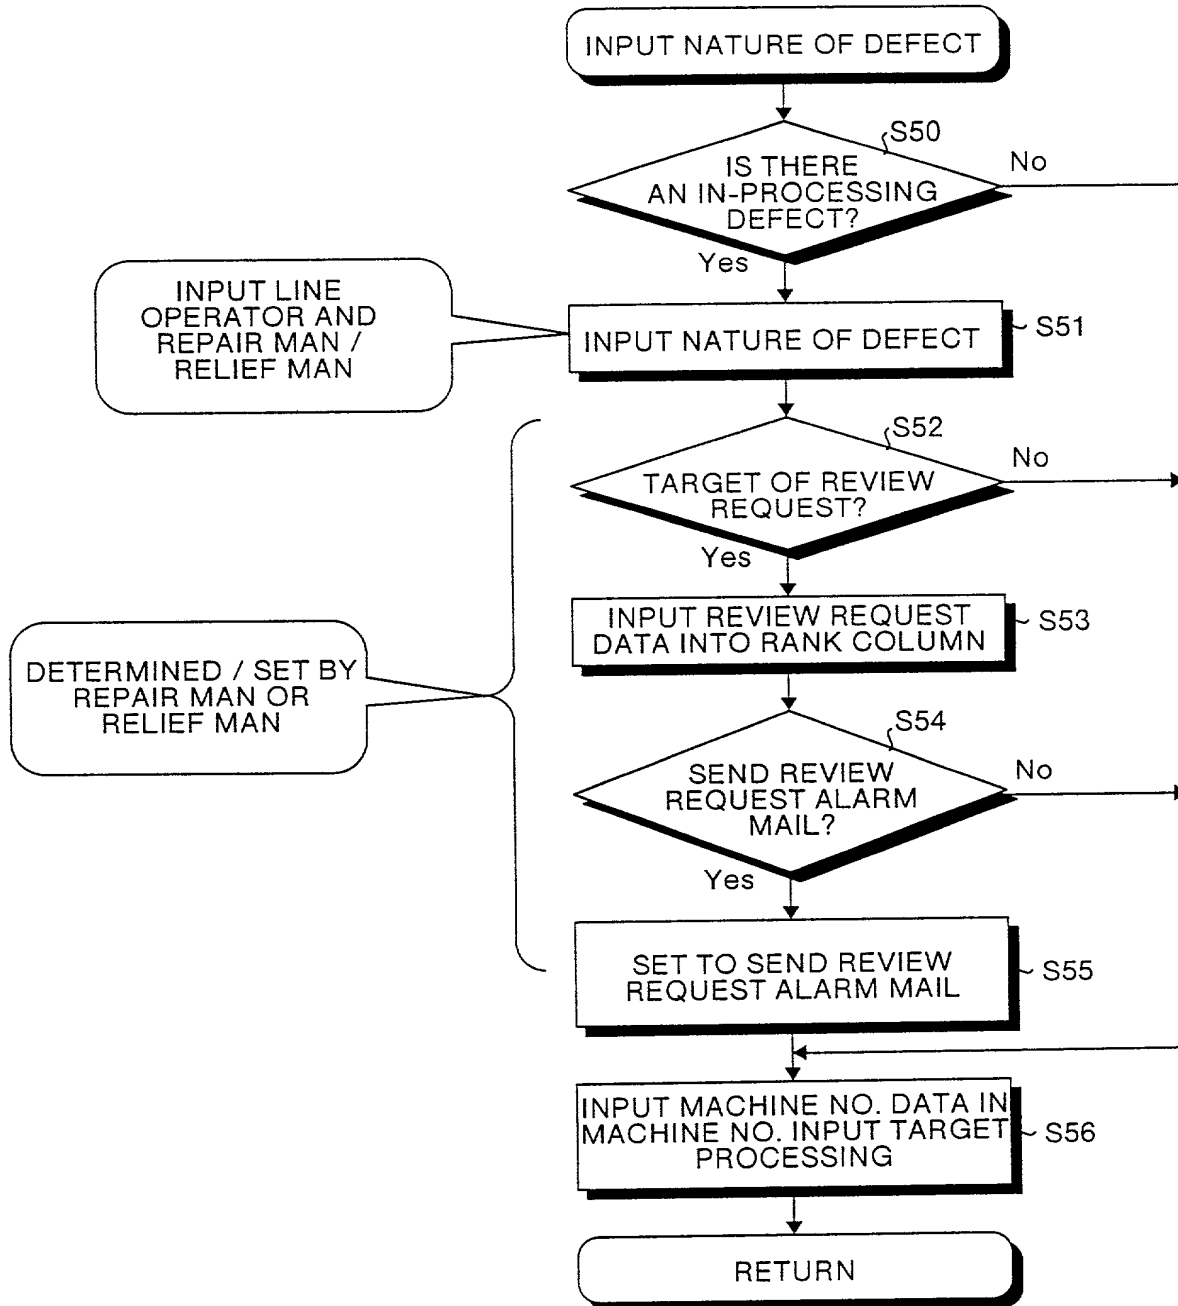 INPUT NATURE OF DEFECT
S50
IS THERE
AN IN-PROCESSING
DEFECT?
No
Yes
INPUT LINE
OPERATOR AND
REPAIR MAN /
RELIEF MAN
INPUT NATURE OF DEFECT
S51
S52
TARGET OF REVIEW
REQUEST?
No
Yes
INPUT REVIEW REQUEST
DATA INTO RANK COLUMN
S53
DETERMINED / SET BY
REPAIR MAN OR
RELIEF MAN
S54
SEND REVIEW
REQUEST ALARM
MAIL?
No
Yes
SET TO SEND REVIEW
REQUEST ALARM MAIL
S55
INPUT MACHINE NO. DATA IN
MACHINE NO. INPUT TARGET
PROCESSING
S56
RETURN